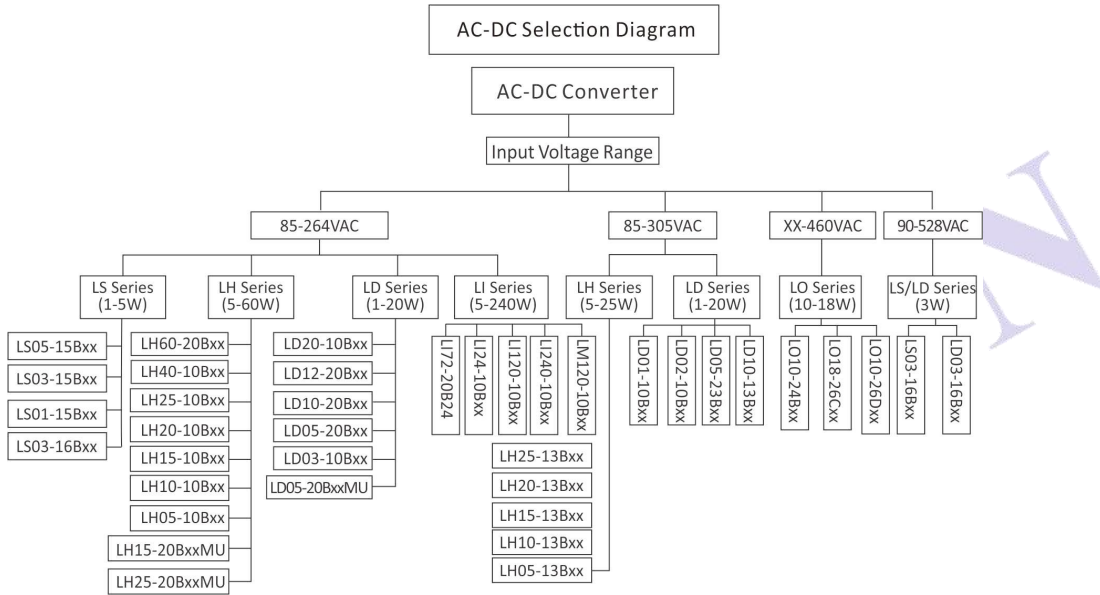 AC-DC Selection Diagram
AC-DC Converter
Input Voltage Range
85-264VAC
85-305VAC
XX-460VAC
90-528VAC
LS Series
(1-5W)
LH Series
(5-60W)
LD Series
(1-20W)
LI Series
(5-240W)
LH Series
(5-25W)
LD Series
(1-20W)
LO Series
(10-18W)
LS/LD Series
(3W)
LS05-15Bxx
LS03-15Bxx
LS01-15Bxx
LS03-16Bxx
LH60-20Bxx
LH40-10Bxx
LH25-10Bxx
LH20-10Bxx
LH15-10Bxx
LH10-10Bxx
LH05-10Bxx
LH15-20BxxMU
LH25-20BxxMU
LD20-10Bxx
LD12-20Bxx
LD10-20Bxx
LD05-20Bxx
LD03-10Bxx
LD05-20BxxMU
LI72-20B24
LI24-10Bxx
LI120-10Bxx
LI240-10Bxx
LM120-10Bxx
LH25-13Bxx
LH20-13Bxx
LH15-13Bxx
LH10-13Bxx
LH05-13Bxx
LD01-10Bxx
LD02-10Bxx
LD05-23Bxx
LD10-13Bxx
LO10-24Bxx
LO18-26Cxx
LO10-26Dxx
LS03-16Bxx
LD03-16Bxx